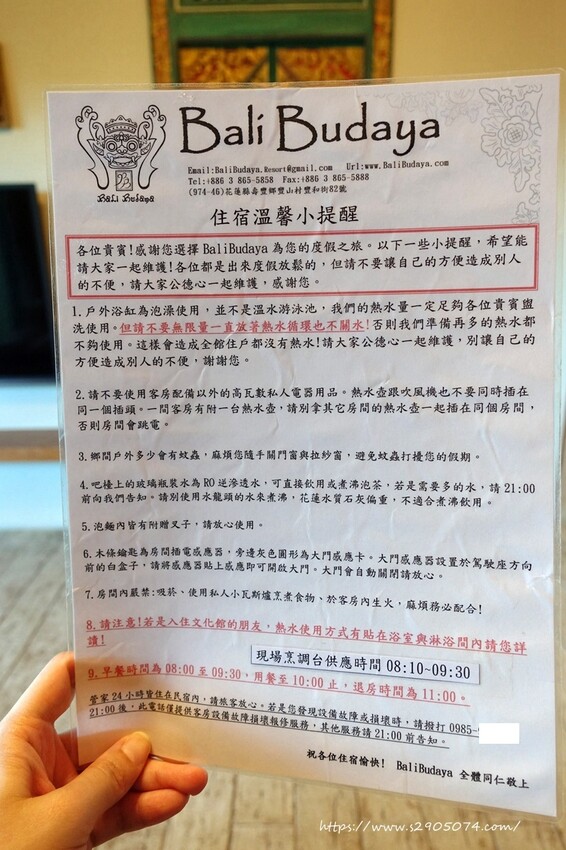 Bali Budaya
Bali Budaya
Email:BaliBudaya.Resort@gmail.com Url:www.BaliBudaya.com
Tel:+886 3 865-5858 Fax:+886 3 865-5888
(974-46)花蓮縣壽豐鄉豐山村豐和街82號
住宿溫馨小提醒
各位貴賓!感謝您選擇 BaliBudaya 為您的度假之旅。以下一些小提醒,希望能
請大家一起維護!各位都是出來度假放鬆的,但請不要讓自己的方便造成別人
的不便,請大家公德心一起維護,感謝您。
1.戶外浴缸為泡澡使用,並不是溫水游泳池,我們的熱水量一定足夠各位貴賓盥
洗使用。但請不要無限量一直放著熱水循環也不關水!否則我們準備再多的熱水都
不夠使用。這樣會造成全館住戶都沒有熱水!請大家公德心一起維護,別讓自己的
方便造成別人的不便,謝謝您。
2.請不要使用客房配備以外的高瓦數私人電器用品。熱水壺跟吹風機也不要同時插在
同一個插頭。一間客房有附一台熱水壺,請別拿其它房間的熱水壺一起插在同個房間,
否則房間會跳電。
3.鄉間戶外多少會有蚊蟲,麻煩您隨手關門窗與拉紗窗,避免蚊蟲打擾您的假期。
4.吧檯上的玻璃瓶裝水為 RO 逆滲透水,可直接飲用或煮沸泡茶,若是需要多的水,請 21:00
前向我們告知。請別使用水龍頭的水來煮沸,花蓮水質石灰偏重,不適合煮沸飲用。
5.泡麵內皆有附贈叉子,請放心使用。
6.木條鑰匙為房間插電感應器,旁邊灰色圓形為大門感應卡。大門感應器設置於駕駛座方向
前的白盒子,請將感應器貼上感應即可開啟大門。大門會自動關閉請放心。
7.房間內嚴禁:吸菸、使用私人小瓦斯爐烹煮食物、於客房內生火,麻煩務必配合!
8.請注意!若是入住文化館的朋友,熱水使用方式有貼在浴室與淋浴間內請您詳
讀!
現場烹調台供應時間 08:10~09:30
9.早餐時間為 08:00 至 09:30,用餐至 10:00 止,退房時間為 11:00。
管家 24 小時皆住在民宿內,請旅客放心。若是您發現設備故障或損壞時,請撥打 0985-
21:00 後,此電話僅提供客房設備故障損壞報修服務,其他服務請 21:00 前告知。
祝各位住宿愉快! BaliBudaya 全體同仁敬上
https://www.s2905074.com/